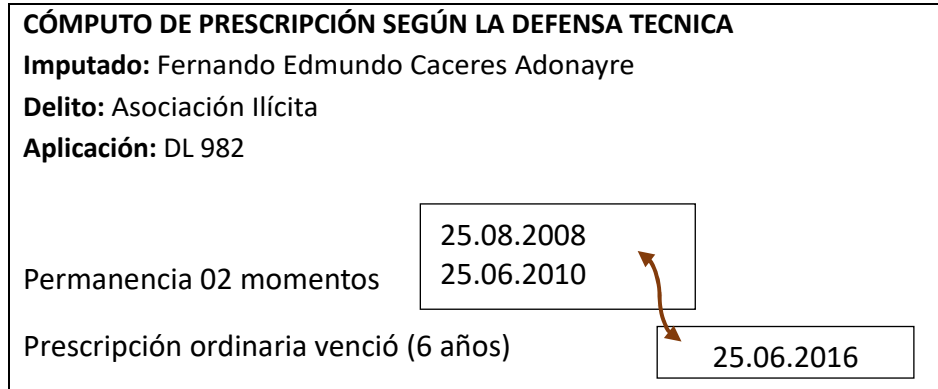 CÓMPUTO DE PRESCRIPCIÓN SEGÚN LA DEFENSA TECNICA
Imputado: Fernando Edmundo Caceres Adonayre
Delito: Asociación Ilícita
Aplicación: DL 982
25.08.2008
Permanencia 02 momentos 25.06.2010
Prescripción ordinaria venció (6 años) 25.06.2016